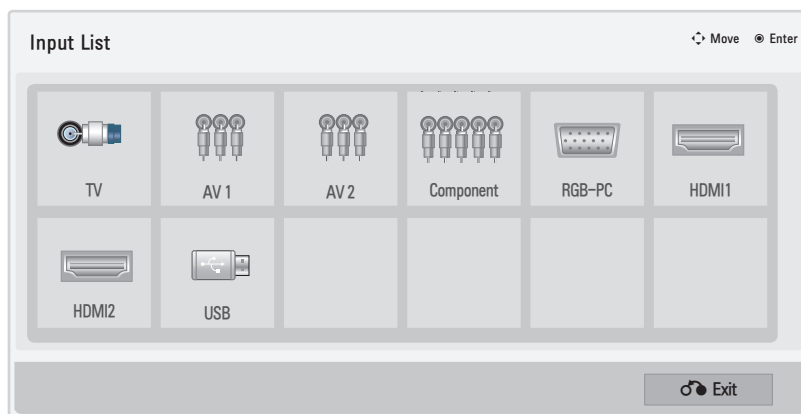 Input List
Move Enter
TV
AV 1
AV 2
Component
RGB-PC
HDMI1
HDMI2
USB
Exit